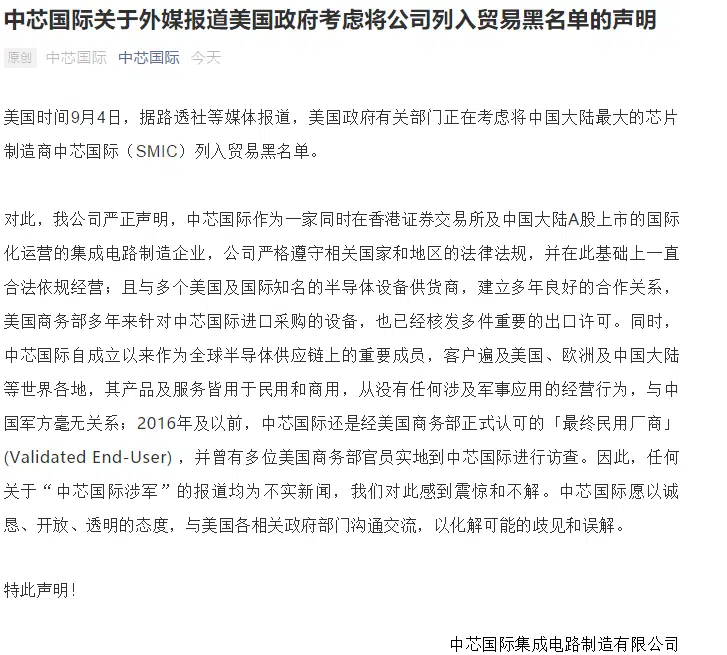 中芯国际关于外媒报道美国政府考虑将公司列入贸易黑名单的声明
原创 中芯国际 中芯国际 今天
美国时间9月4日，据路透社等媒体报道，美国政府有关部门正在考虑将中国大陆最大的芯片
制造商中芯国际（SMIC）列入贸易黑名单。
对此，我公司严正声明，中芯国际作为一家同时在香港证券交易所及中国大陆A股上市的国际
化运营的集成电路制造企业，公司严格遵守相关国家和地区的法律法规，并在此基础上一直
合法依规经营；且与多个美国及国际知名的半导体设备供货商，建立多年良好的合作关系，
美国商务部多年来针对中芯国际进口采购的设备，也已经核发多件重要的出口许可。同时，
中芯国际自成立以来作为全球半导体供应链上的重要成员，客户遍及美国、欧洲及中国大陆
等世界各地，其产品及服务皆用于民用和商用，从没有任何涉及军事应用的经营行为，与中
国军方毫无关系；2016年及以前，中芯国际还是经美国商务部正式认可的「最终民用厂商」
(Validated End-User) ，并曾有多位美国商务部官员实地到中芯国际进行访查。因此，任何
关于“中芯国际涉军”的报道均为不实新闻，我们对此感到震惊和不解。中芯国际愿以诚
恳、开放、透明的态度，与美国各相关政府部门沟通交流，以化解可能的歧见和误解。
特此声明！
中芯国际集成电路制造有限公司